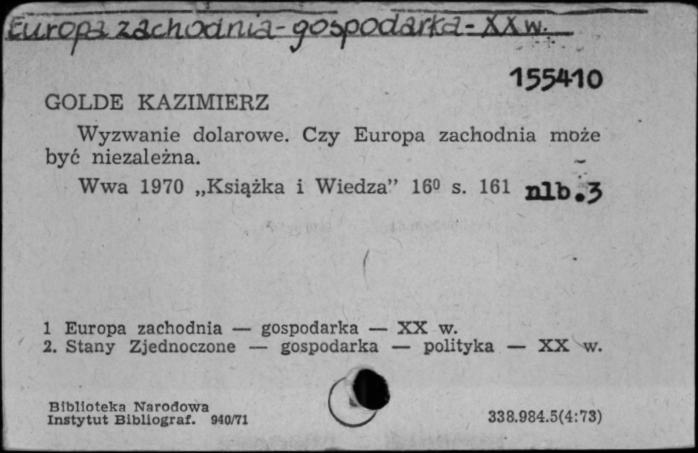 Europa zachodnia - gospodarka - XX w.
155410
GOLDE KAZIMIERZ
Wyzwanie dolarowe. Czy Europa zachodnia może
być niezależna.
Wwa 1970 „Książka i Wiedza” 16⁰ s. 161 nlb.3
1 Europa zachodnia — gospodarka — XX w.
2. Stany Zjednoczone — gospodarka — polityka — XX w.
Biblioteka Narodowa
Instytut Bibliograf. 940/71
338.984.5(4:73)